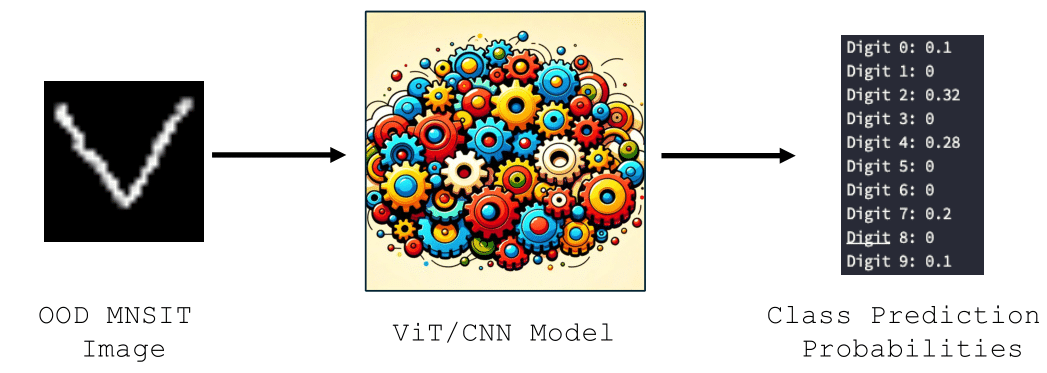 Digit 0: 0.1
Digit 1: 0
Digit 2: 0.32
Digit 3: 0
Digit 4: 0.28
Digit 5: 0
Digit 6: 0
Digit 7: 0.2
Digit 8: 0
Digit 9: 0.1
OOD MNSIT
Image
ViT/CNN Model
Class Prediction
Probabilities